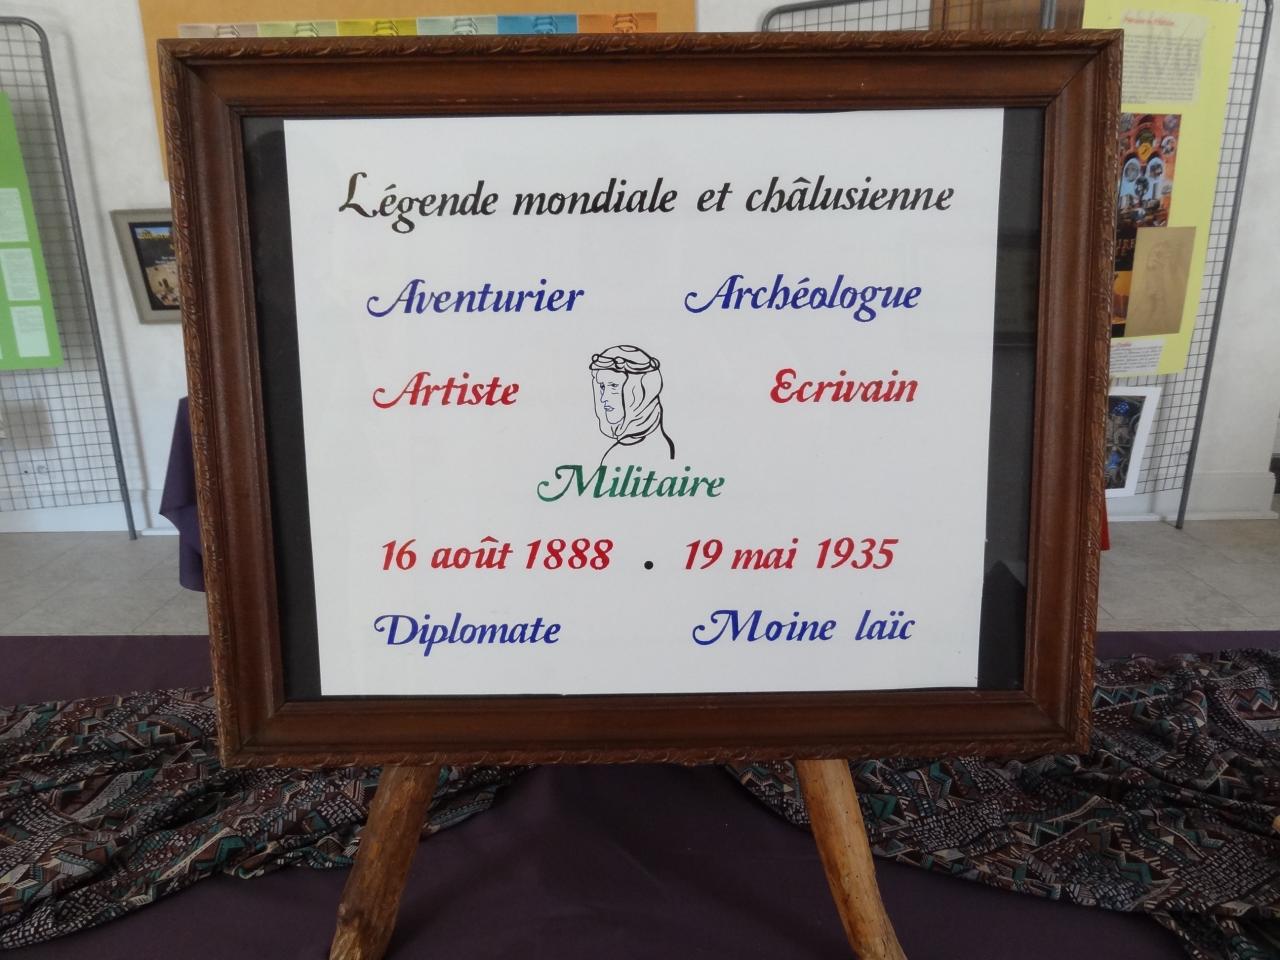 Légende mondiale et châlusienne
Aventurier Archéologue
Artiste Ecrivain
Militaire
16 août 1888 . 19 mai 1935
Diplomate Moine laïc